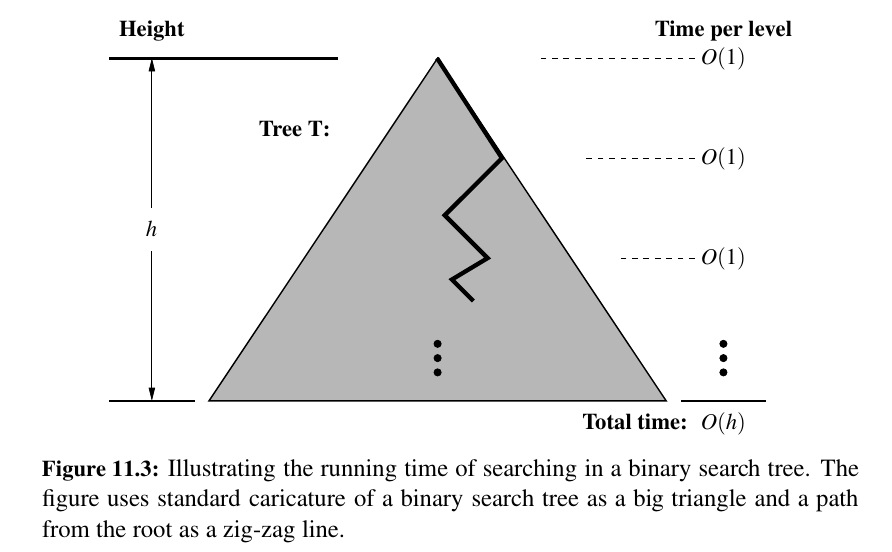 Height
Time per level
O(1)
Tree T:
O(1)
h
O(1)
Total time: O(h)
Figure 11.3: Illustrating the running time of searching in a binary search tree. The
figure uses standard caricature of a binary search tree as a big triangle and a path
from the root as a zig-zag line.